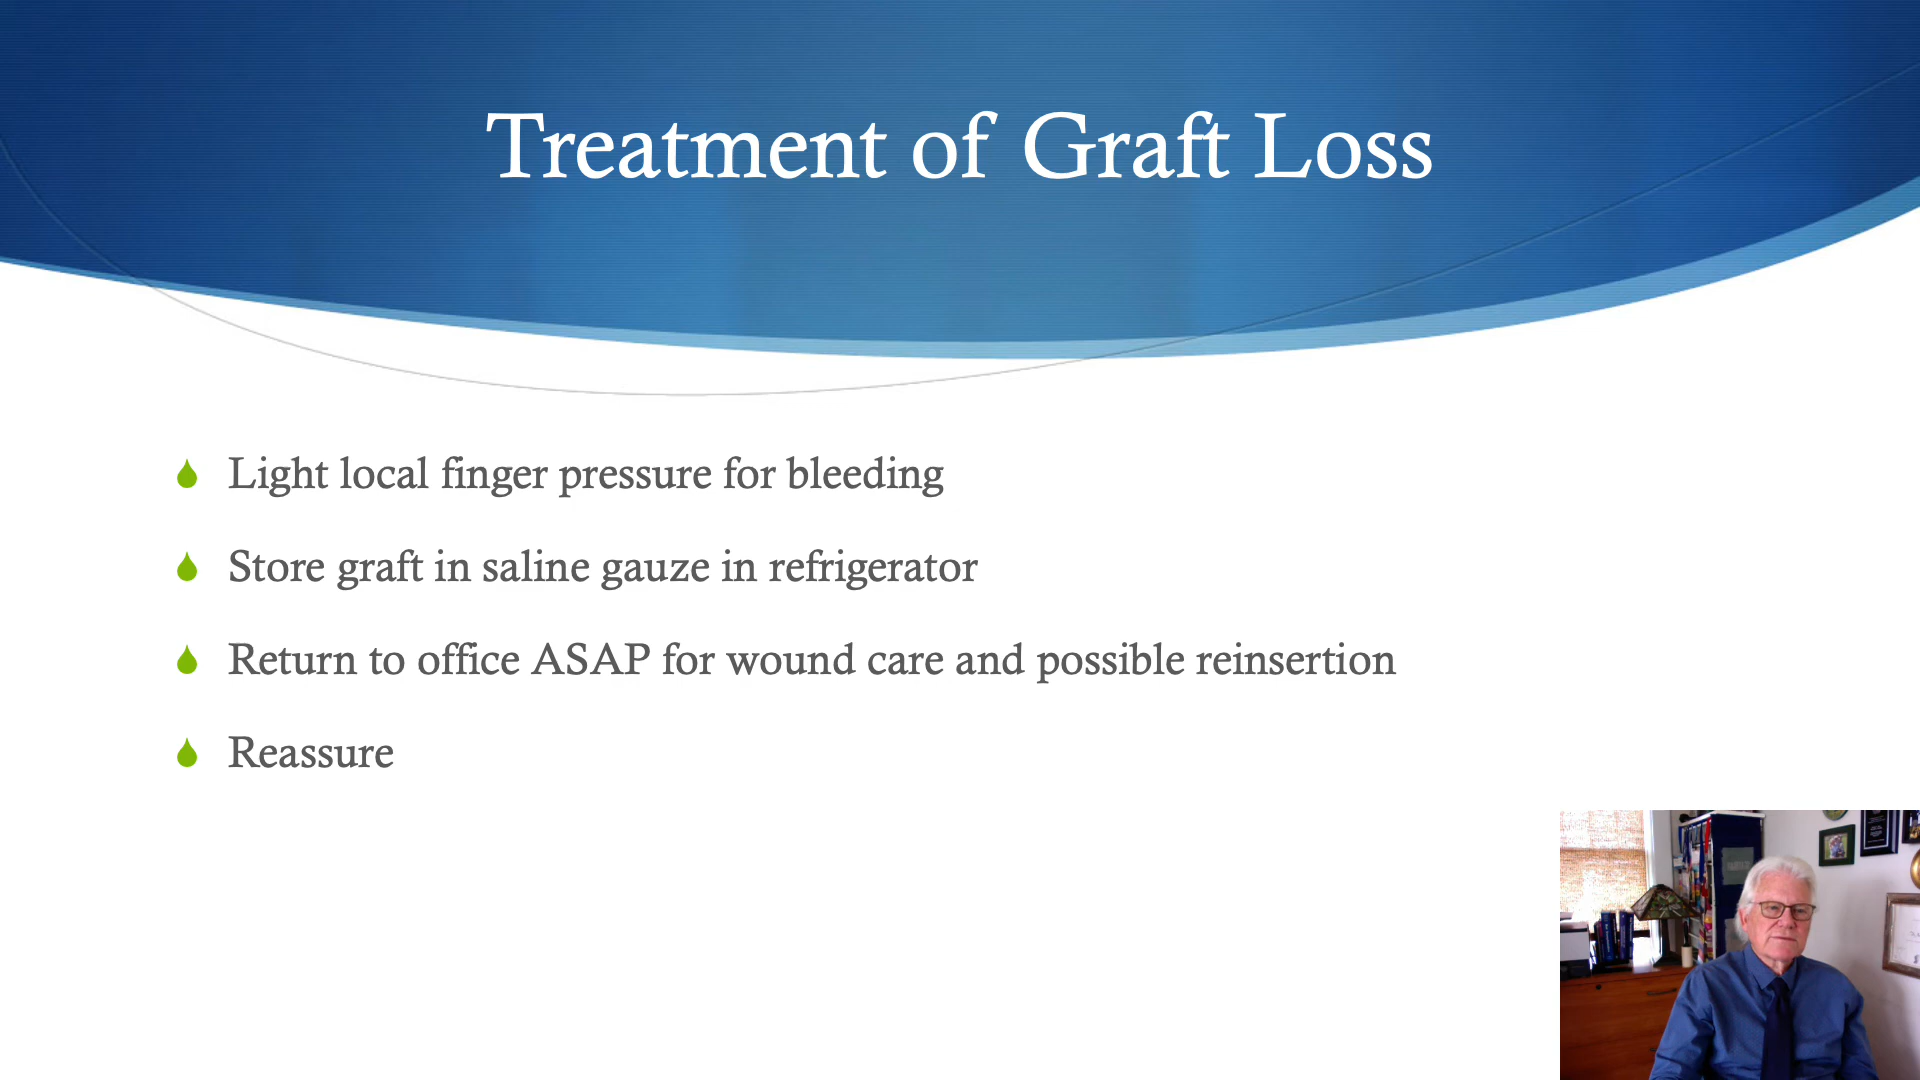 Treatment of Graft Loss
Light local finger pressure for bleeding
Store graft in saline gauze in refrigerator
Return to office ASAP for wound care and possible reinsertion
Reassure